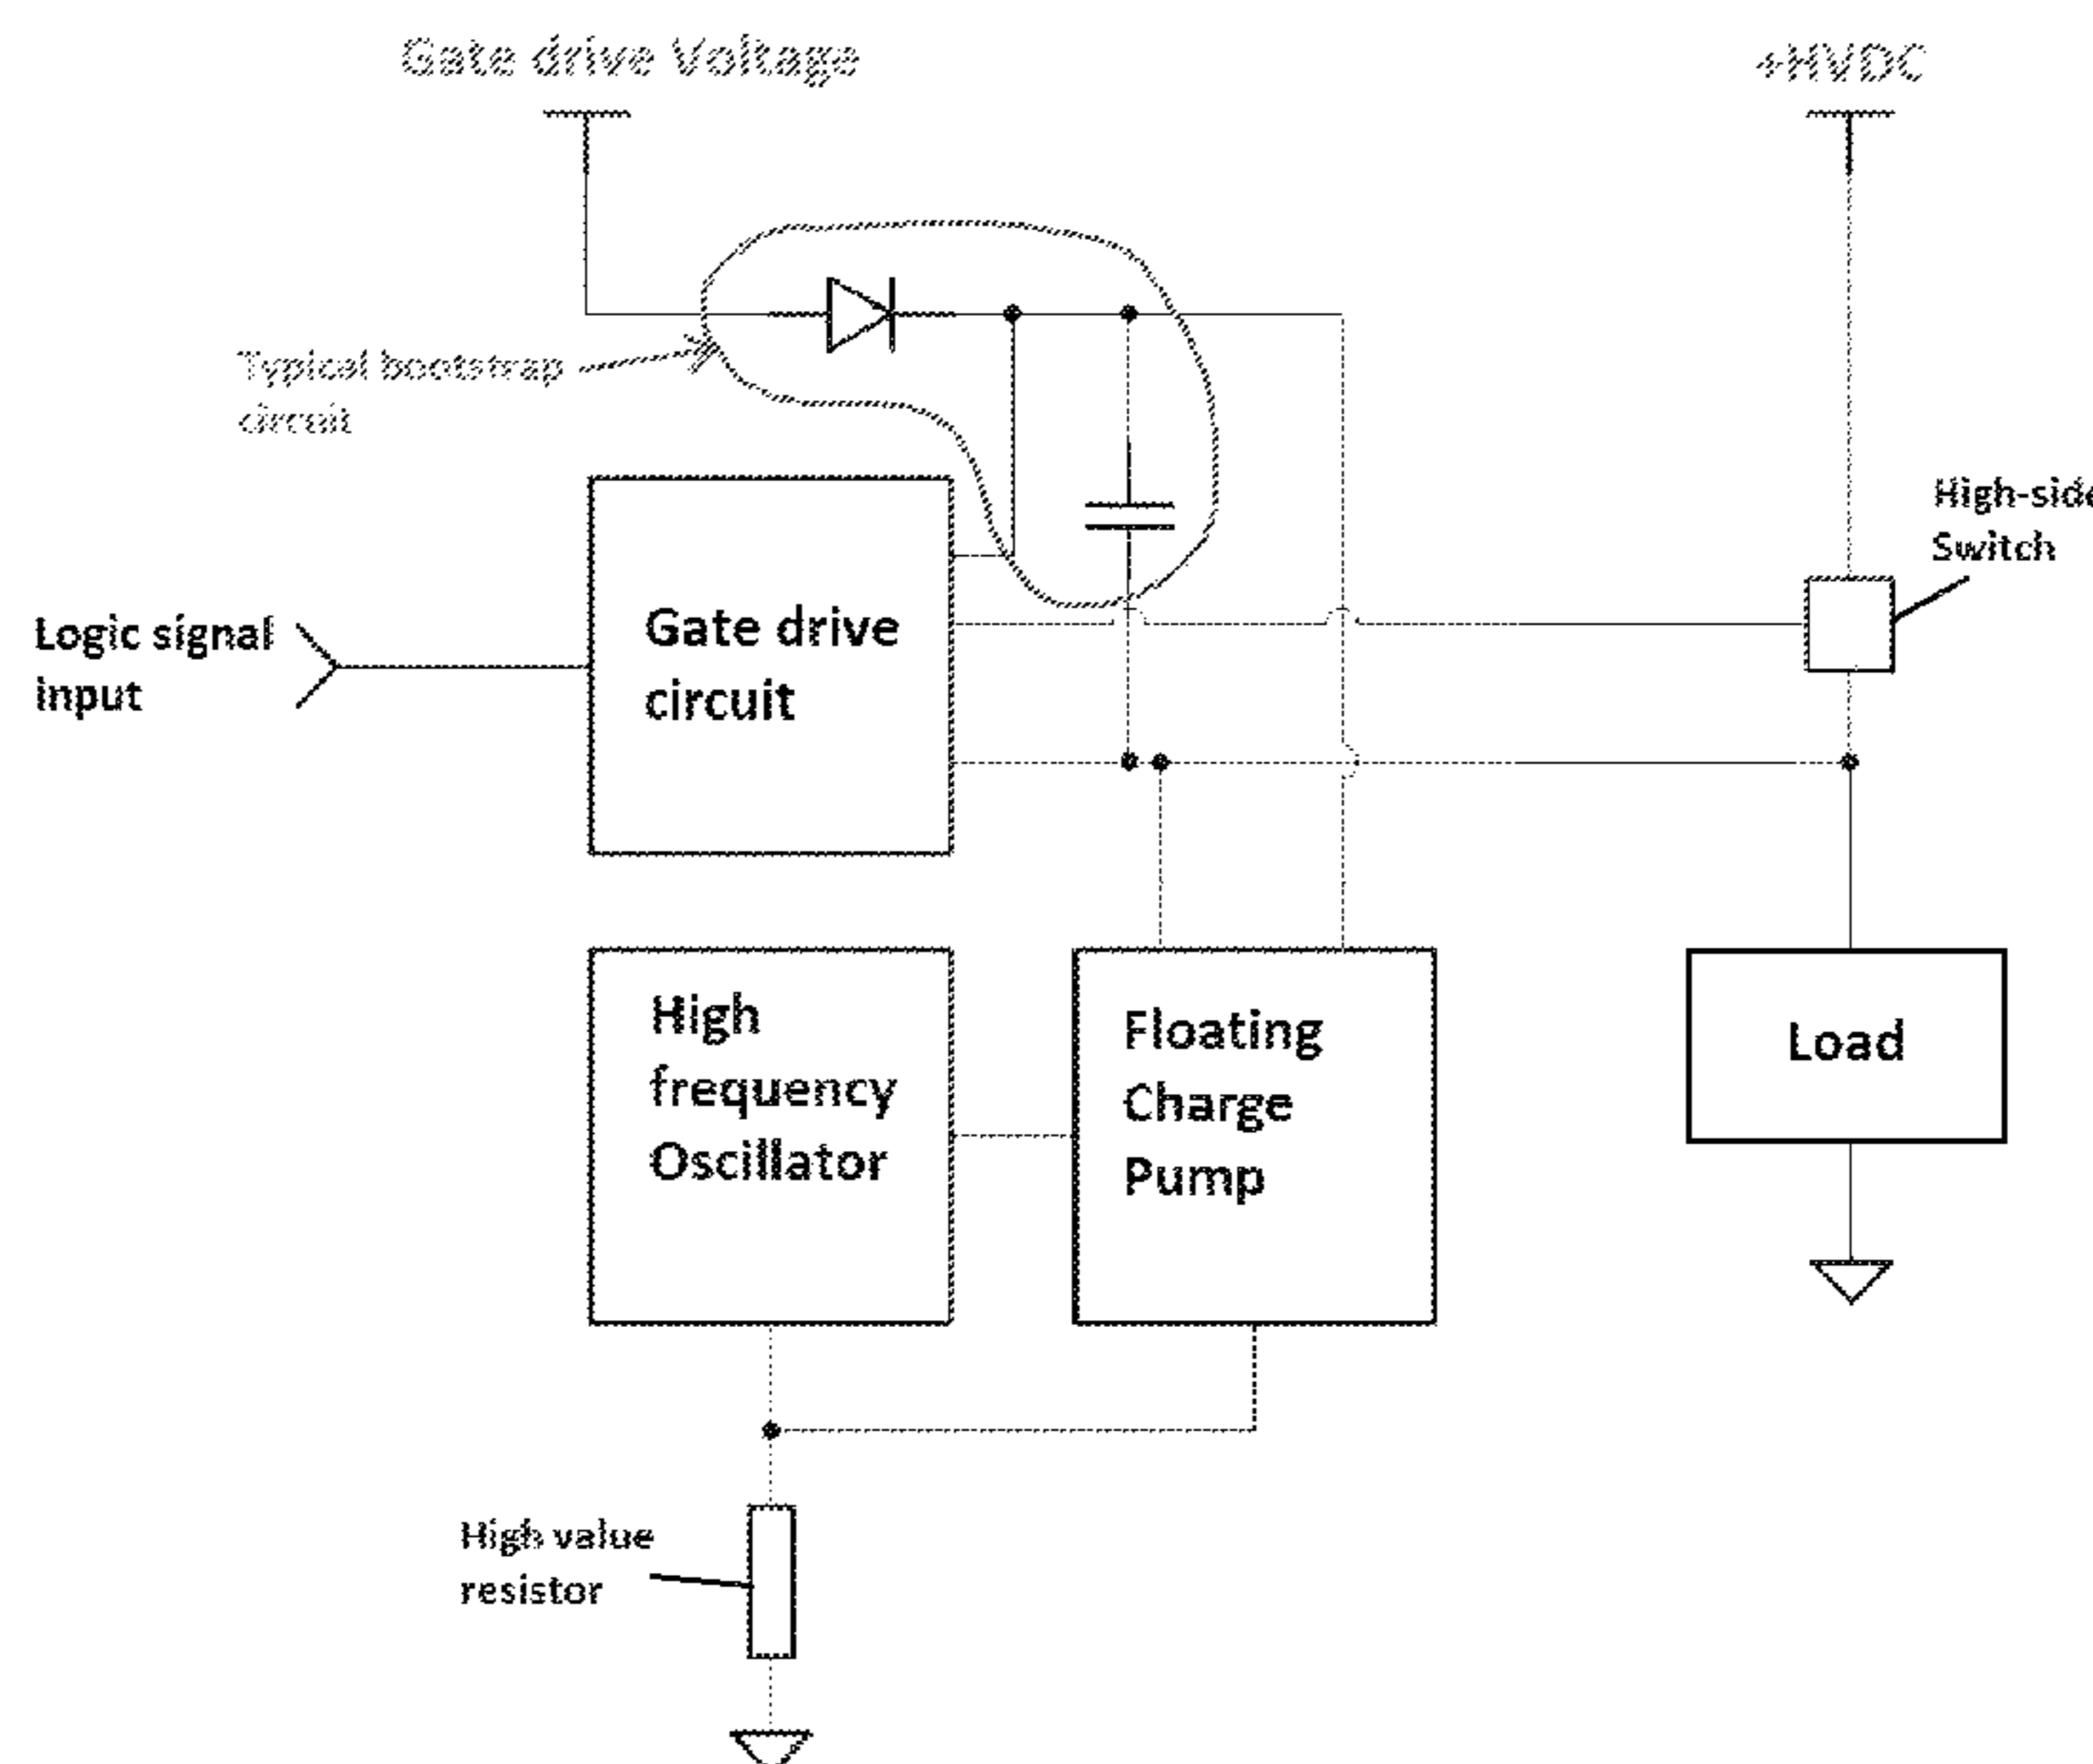 Gate drive Voltage
+HVDC
Typical bootstrap
circuit
High-side
Switch
Logic signal
input
Gate drive
circuit
High
frequency
Oscillator
Floating
Charge
Pump
Load
High value
resistor